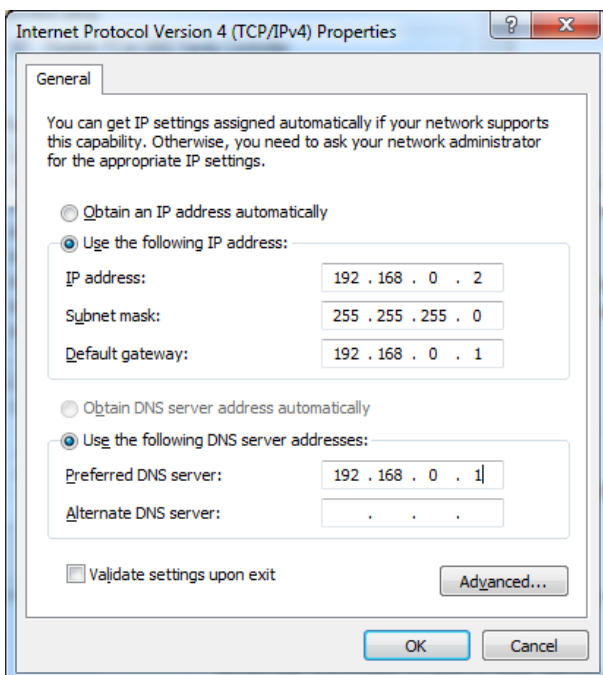 Internet Protocol Version 4 (TCP/IPv4) Properties
General
You can get IP settings assigned automatically if your network supports
this capability. Otherwise, you need to ask your network administrator
for the appropriate IP settings.
Obtain an IP address automatically
Use the following IP address:
IP address: 192 . 168 . 0 . 2
Subnet mask: 255 . 255 . 255 . 0
Default gateway: 192 . 168 . 0 . 1
Obtain DNS server address automatically
Use the following DNS server addresses:
Preferred DNS server: 192 . 168 . 0 . 1
Alternate DNS server: . . .
Validate settings upon exit
Advanced...
OK Cancel